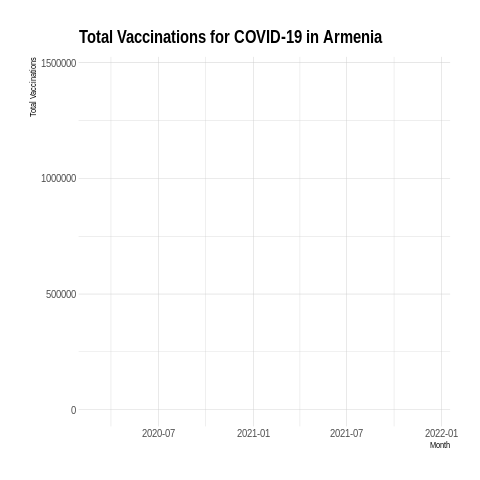 Total Vaccinations for COVID-19 in Armenia
Total Vaccinations
1500000
1000000
500000
0
2020-07 2021-01 2021-07 2022-01
Month